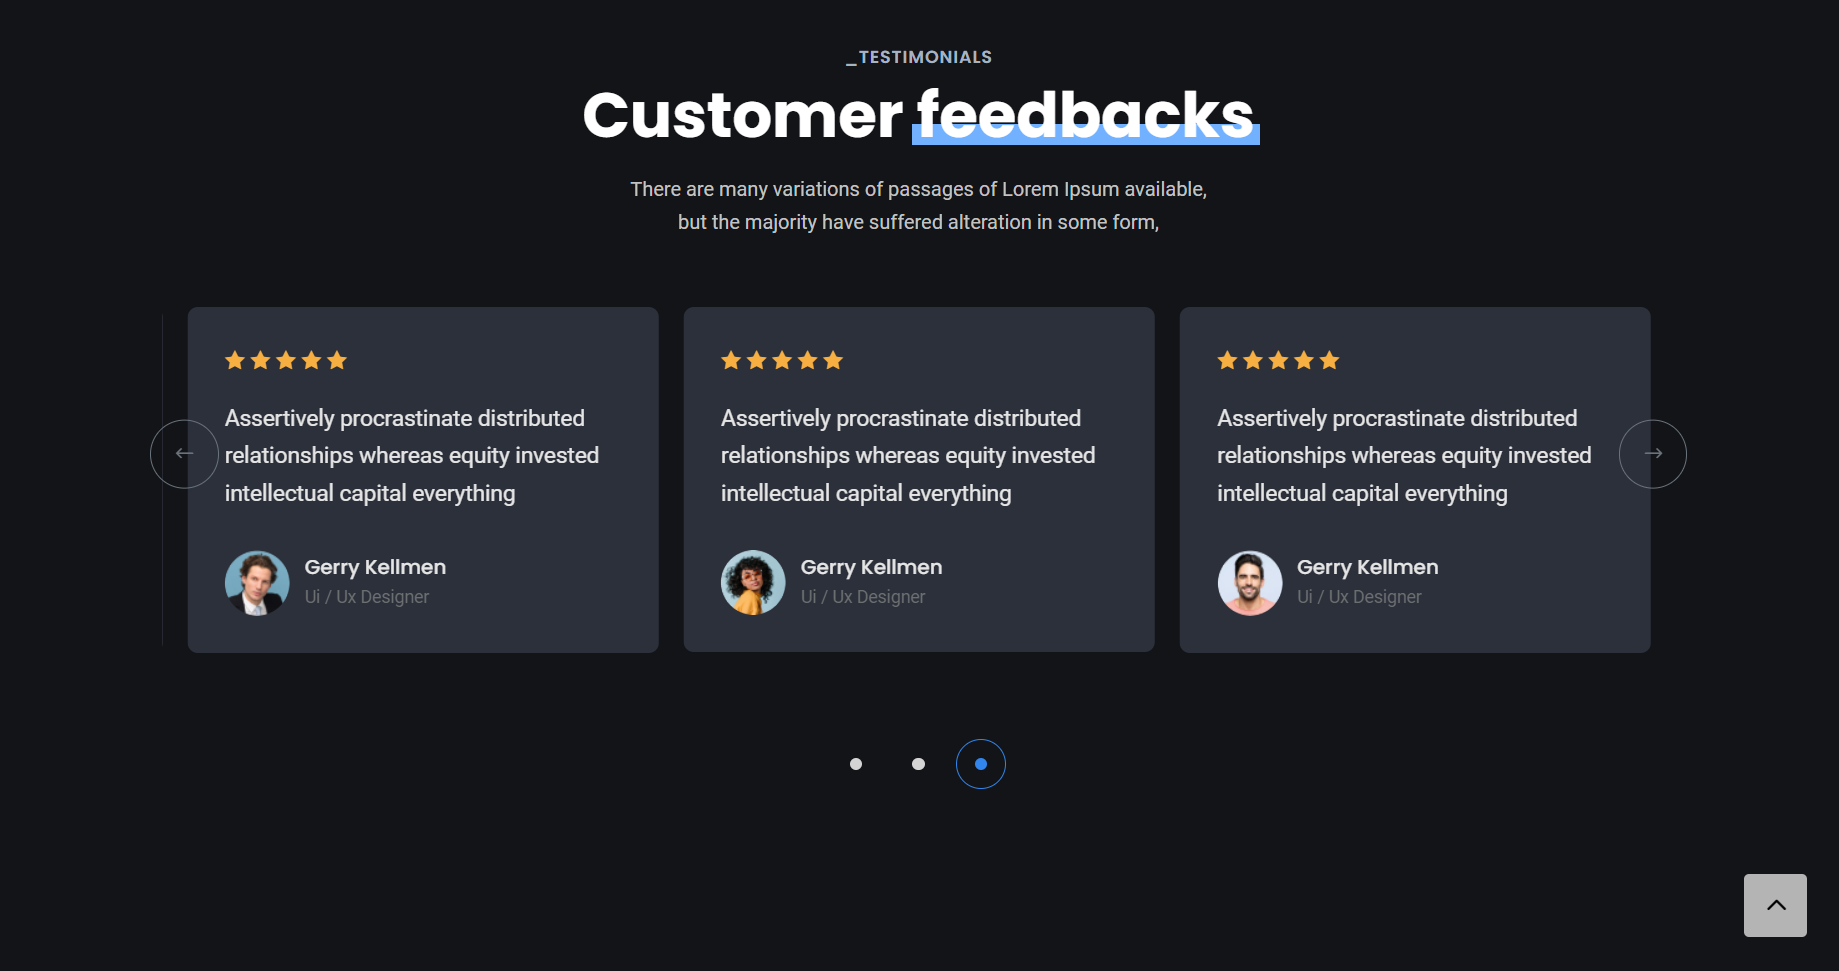 _TESTIMONIALS
Customer feedbacks
There are many variations of passages of Lorem Ipsum available,
but the majority have suffered alteration in some form,
Assertively procrastinate distributed
relationships whereas equity invested
intellectual capital everything
Gerry Kellmen
Ui / Ux Designer
Assertively procrastinate distributed
relationships whereas equity invested
intellectual capital everything
Gerry Kellmen
Ui / Ux Designer
Assertively procrastinate distributed
relationships whereas equity invested
intellectual capital everything
Gerry Kellmen
Ui / Ux Designer